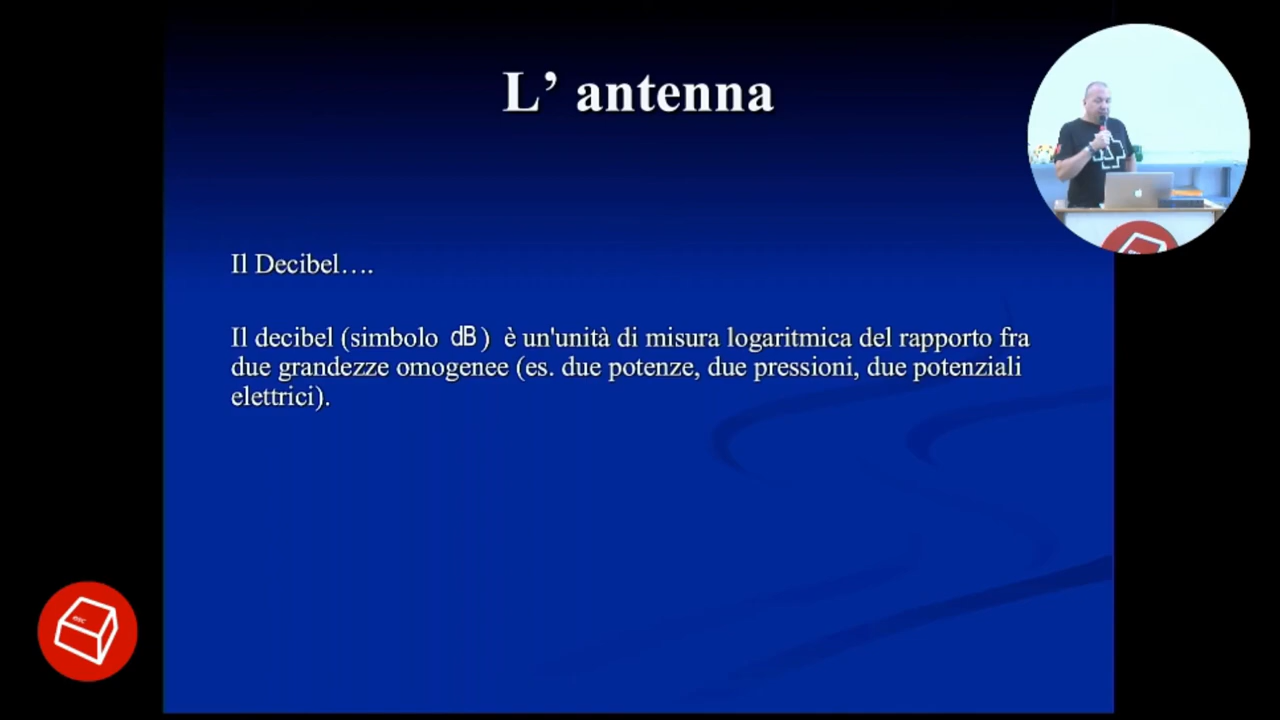 L’ antenna
Il Decibel….
Il decibel (simbolo dB) è un'unità di misura logaritmica del rapporto fra
due grandezze omogenee (es. due potenze, due pressioni, due potenziali
elettrici).
esc